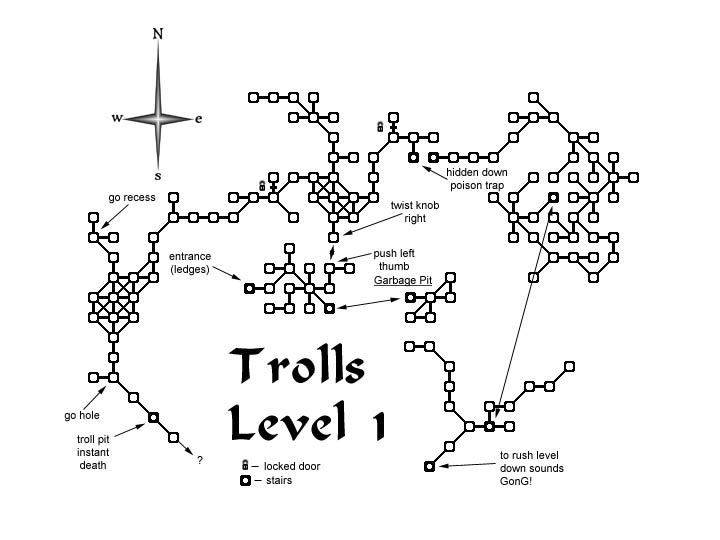 N
w
e
s
hidden down
poison trap
go recess
twist knob
right
entrance
(ledges)
push left
thumb
Garbage Pit
Trolls
Level 1
go hole
troll pit
instant
death
?
– locked door
– stairs
to rush level
down sounds
GonG!